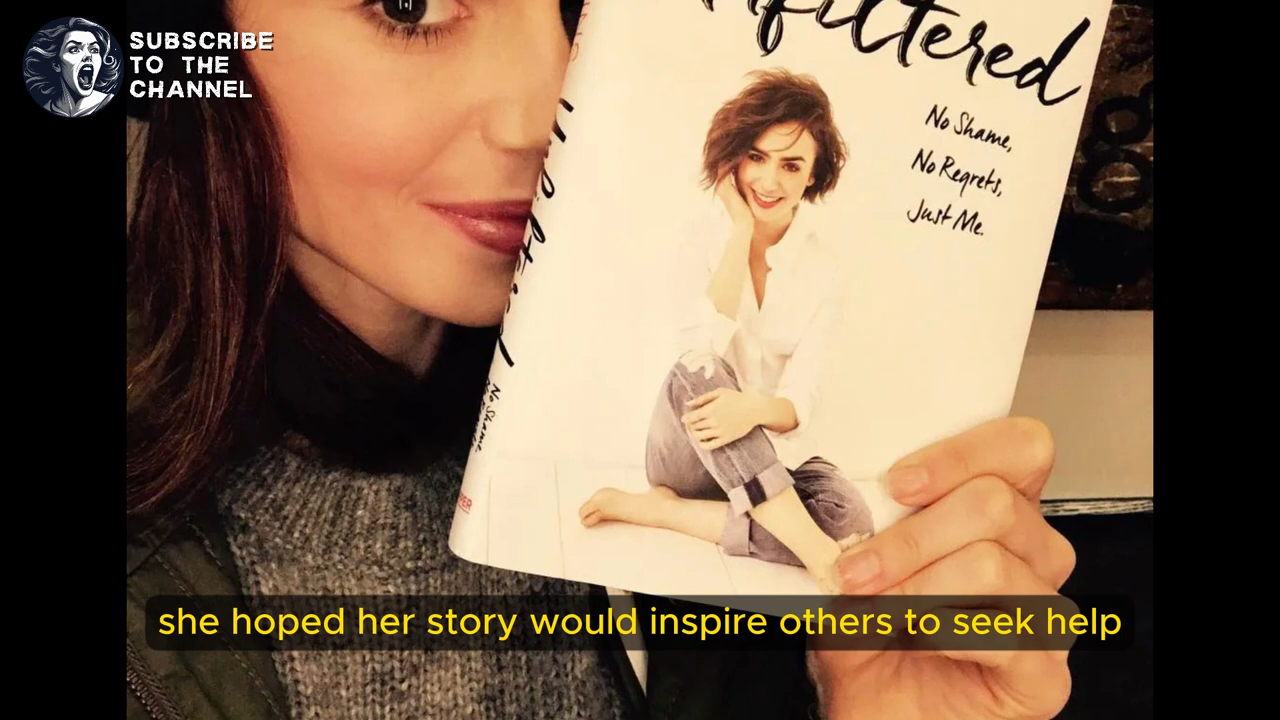 SUBSCRIBE
TO THE
CHANNEL
filtered
No Shame,
No Regrets,
Just Me.
she hoped her story would inspire others to seek help